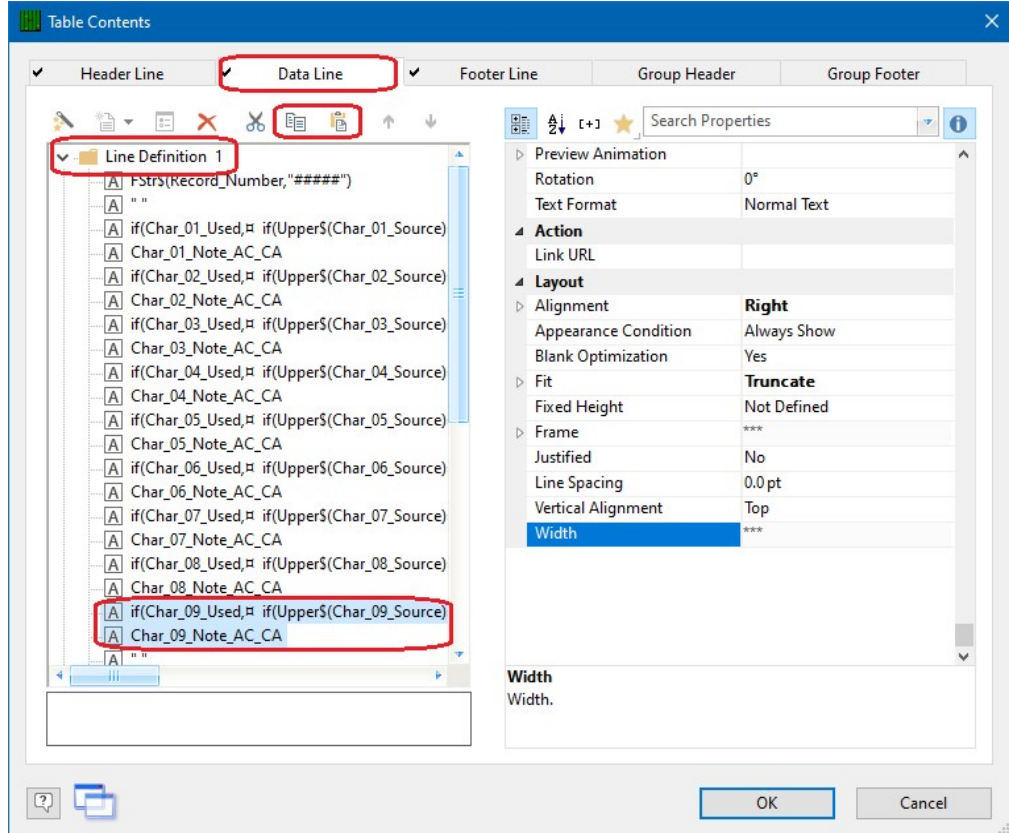 Table Contents
Header Line Data Line Footer Line Group Header Group Footer
Search Properties
Line Definition 1
FStr$(Record_Number,"#####")
" "
if(Char_01_Used,¤ if(Upper$(Char_01_Source)
Char_01_Note_AC_CA
if(Char_02_Used,¤ if(Upper$(Char_02_Source)
Char_02_Note_AC_CA
if(Char_03_Used,¤ if(Upper$(Char_03_Source)
Char_03_Note_AC_CA
if(Char_04_Used,¤ if(Upper$(Char_04_Source)
Char_04_Note_AC_CA
if(Char_05_Used,¤ if(Upper$(Char_05_Source)
Char_05_Note_AC_CA
if(Char_06_Used,¤ if(Upper$(Char_06_Source)
Char_06_Note_AC_CA
if(Char_07_Used,¤ if(Upper$(Char_07_Source)
Char_07_Note_AC_CA
if(Char_08_Used,¤ if(Upper$(Char_08_Source)
Char_08_Note_AC_CA
if(Char_09_Used,¤ if(Upper$(Char_09_Source)
Char_09_Note_AC_CA
" "
Preview Animation
Rotation 0°
Text Format Normal Text
Action
Link URL
Layout
Alignment Right
Appearance Condition Always Show
Blank Optimization Yes
Fit Truncate
Fixed Height Not Defined
Frame ***
Justified No
Line Spacing 0.0 pt
Vertical Alignment Top
Width ***
Width
Width.
OK Cancel